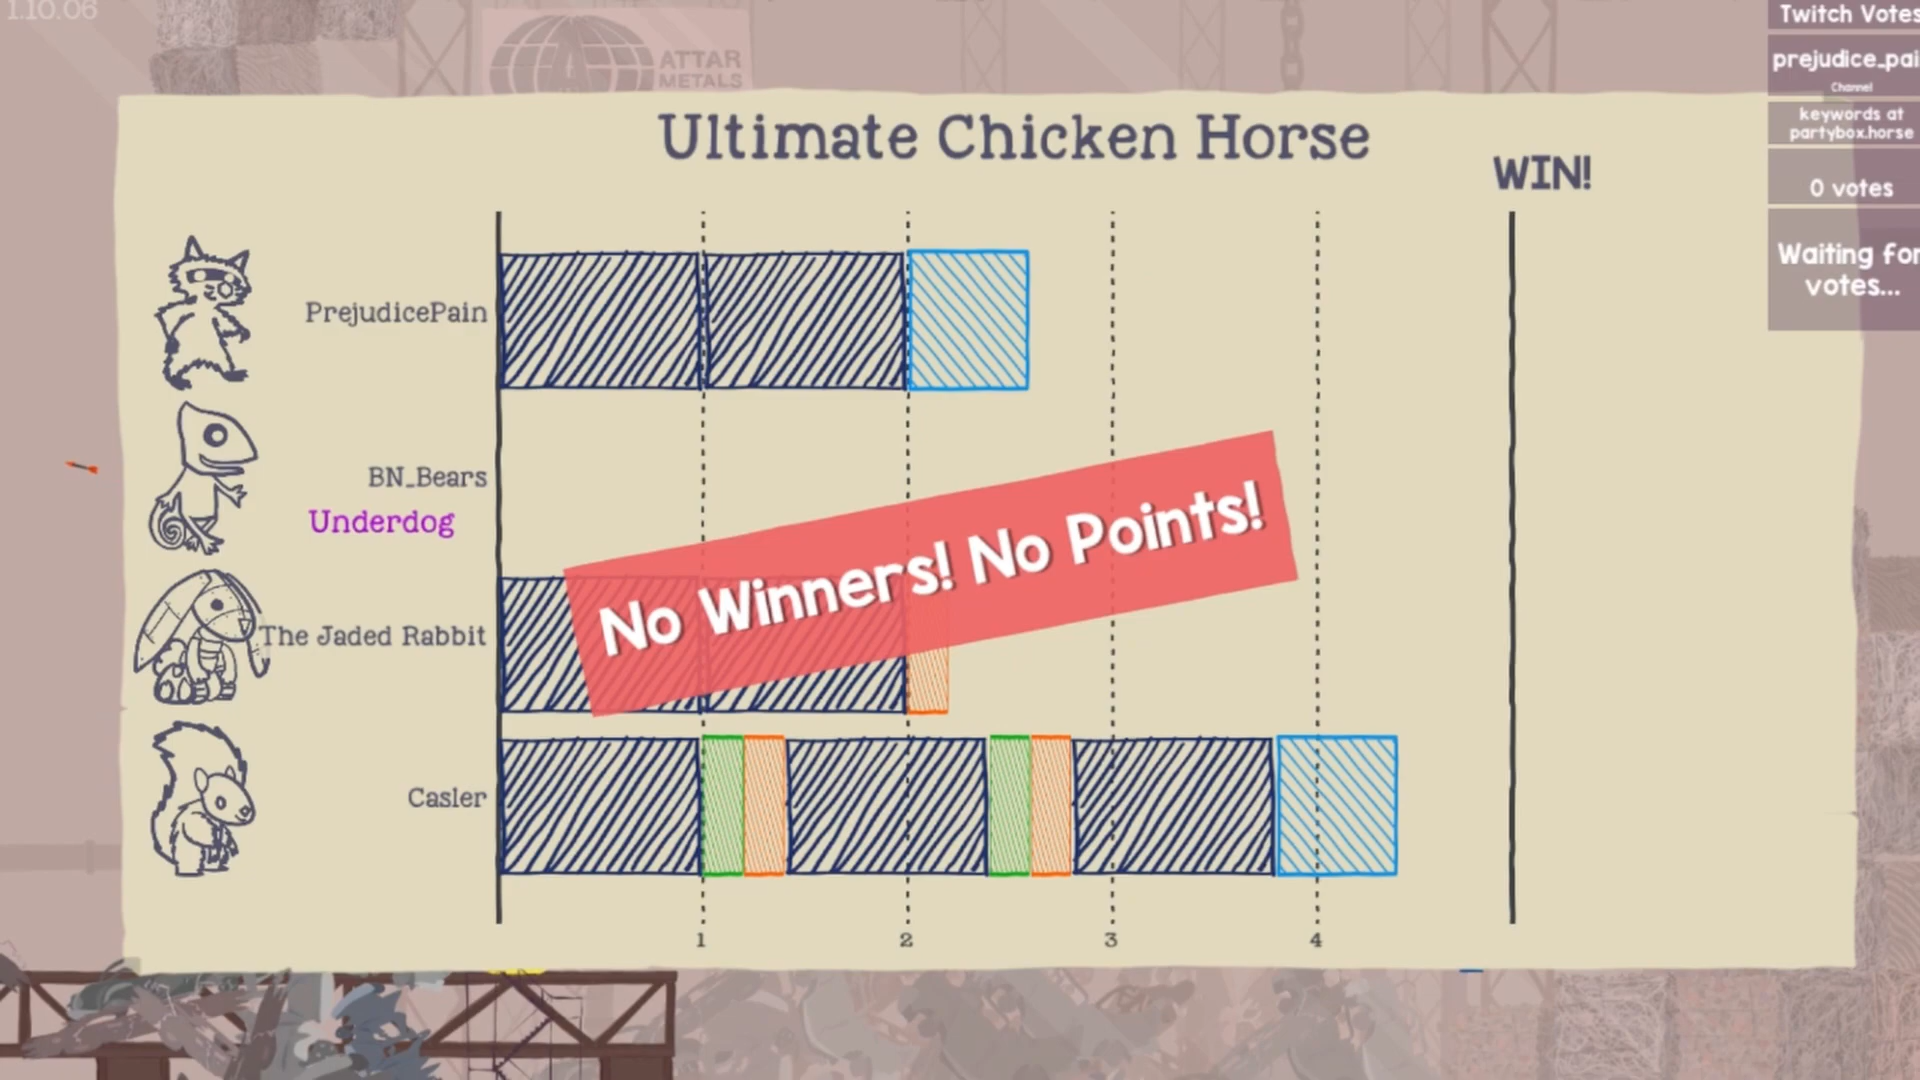 1.10.06
ATTAR
METALS
Ultimate Chicken Horse
WIN!
PrejudicePain
BN_Bears
Underdog
The Jaded Rabbit
Casler
No Winners! No Points!
1 2 3 4
Twitch Votes
prejudice_pai
Channel
keywords at
partybox.horse
0 votes
Waiting for
votes...